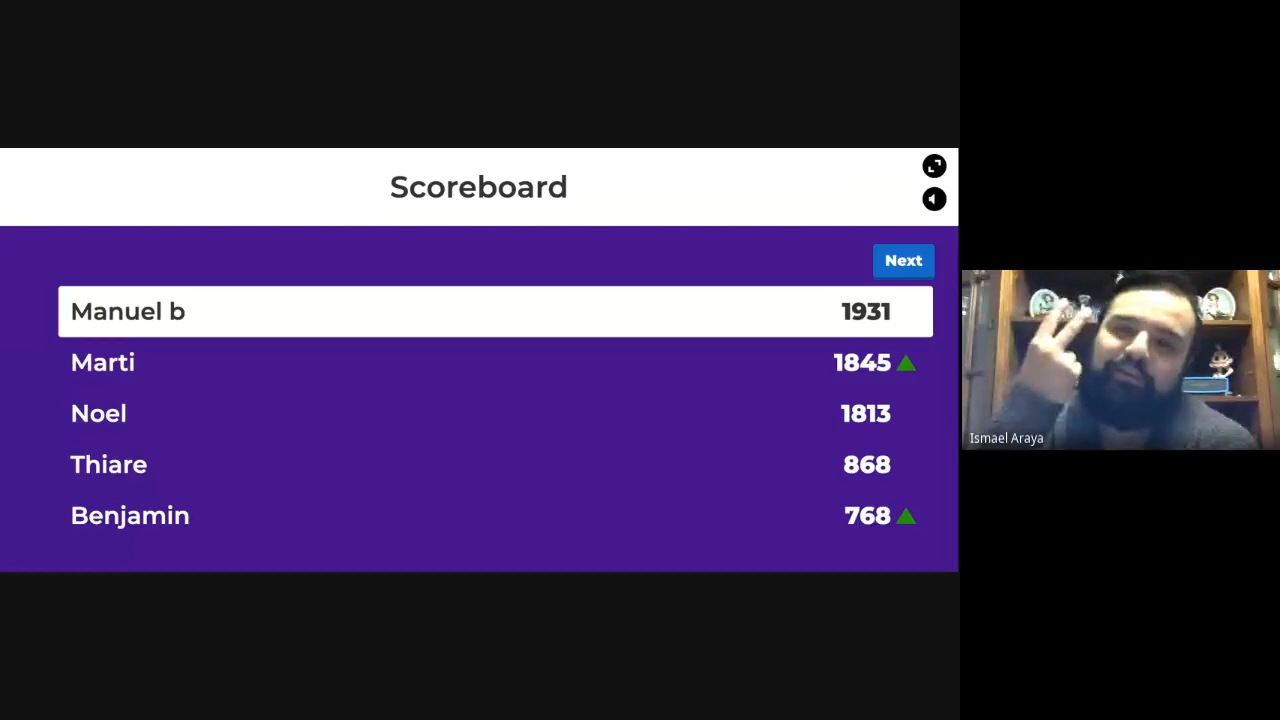 Scoreboard
Next
Manuel b 1931
Marti 1845
Noel 1813
Thiare 868
Benjamin 768
Ismael Araya